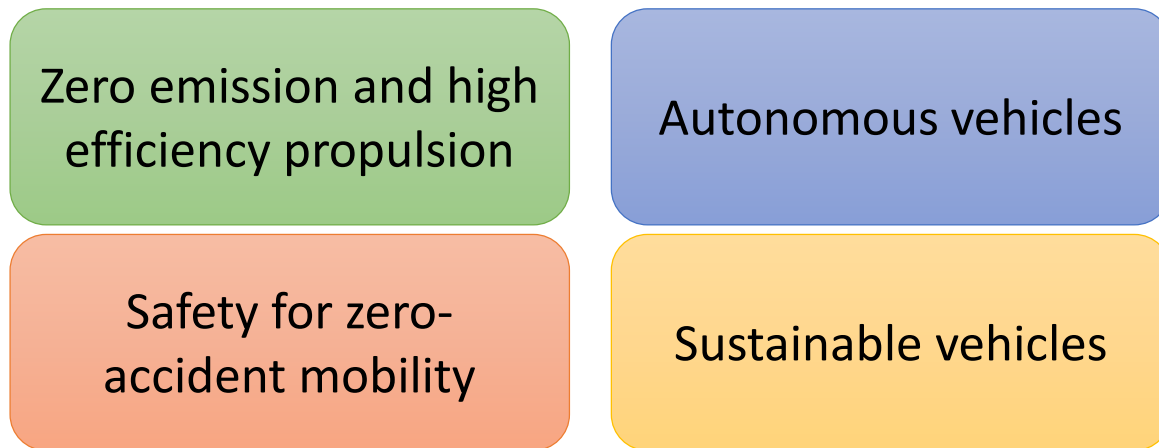 Zero emission and high
efficiency propulsion
Autonomous vehicles
Safety for zero-
accident mobility
Sustainable vehicles